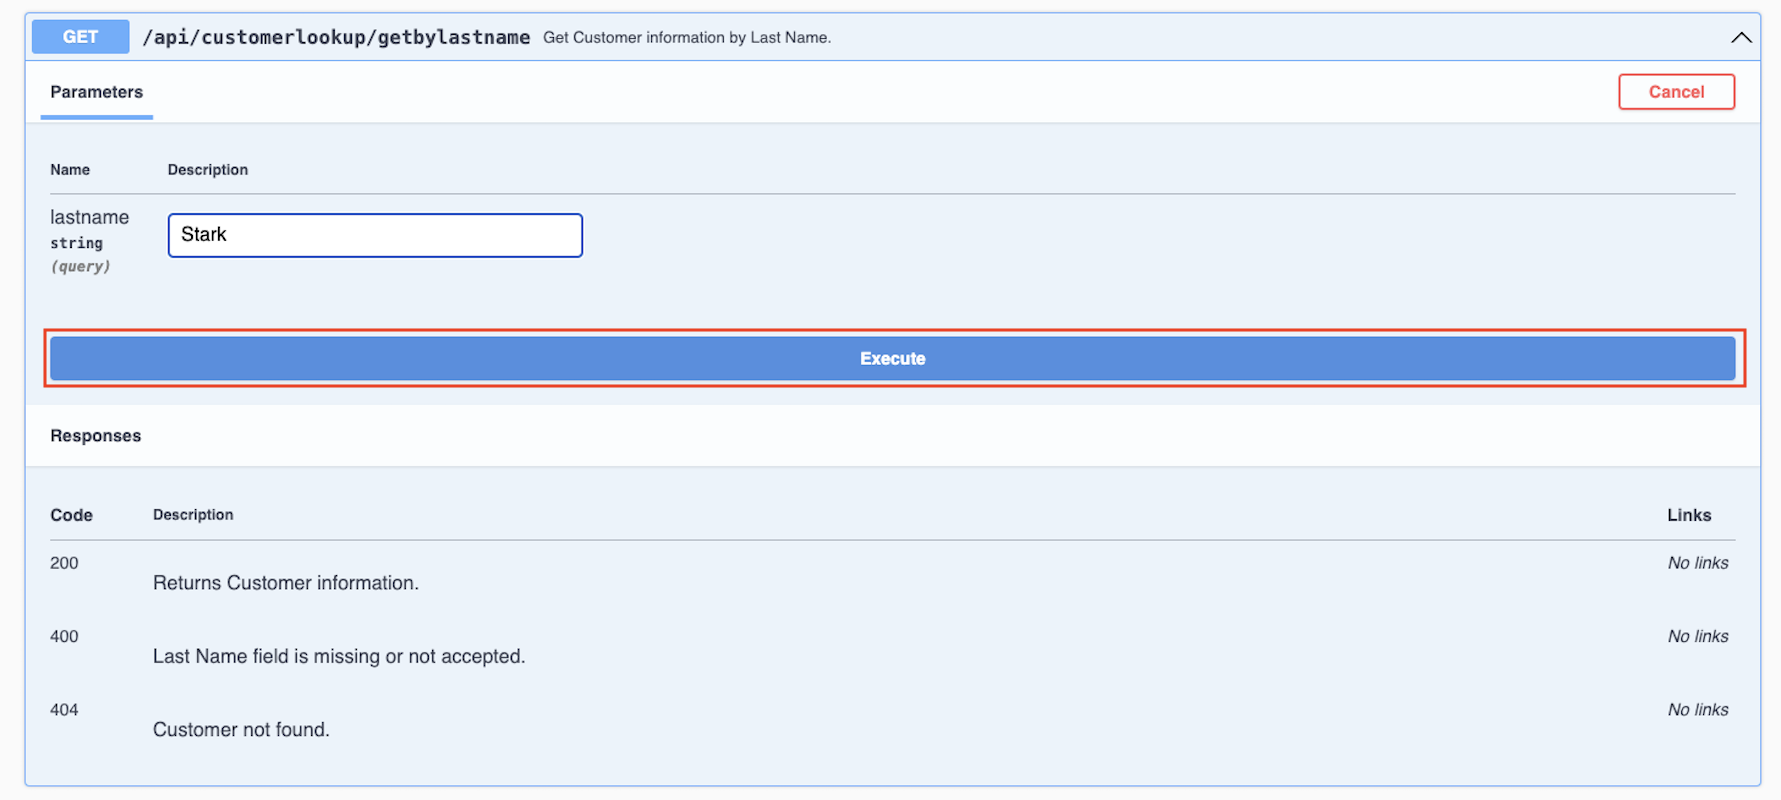 GET /api/customerlookup/getbylastname Get Customer information by Last Name.
Parameters Cancel
Name Description
lastname
string
(query)
Stark
Execute
Responses
Code Description Links
200 No links
Returns Customer information.
400 No links
Last Name field is missing or not accepted.
404 No links
Customer not found.